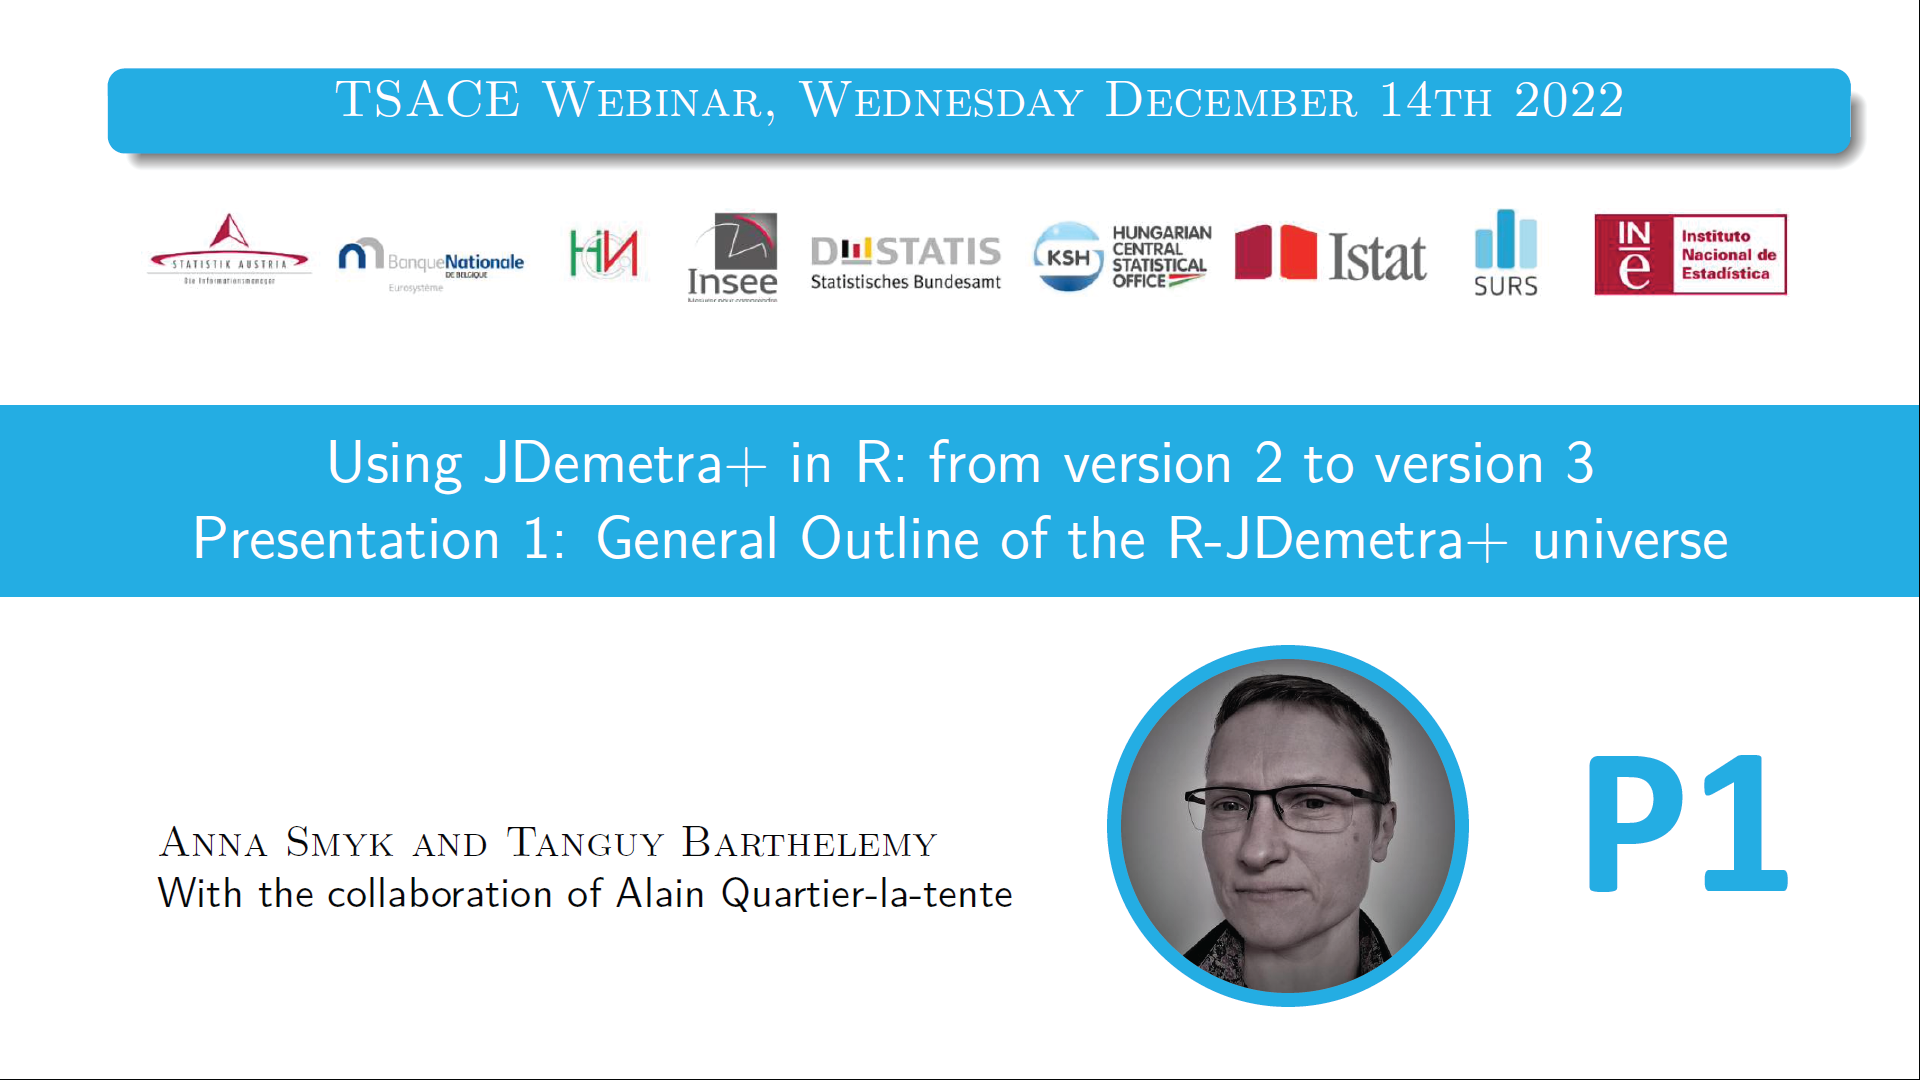 TSACE Webinar, Wednesday December 14th 2022
STATISTIK AUSTRIA
Die Informationsmanager
BanqueNationale
DE BELGIQUE
Eurosystème
Insee
Mesurer pour comprendre
DESTATIS
Statistisches Bundesamt
KSH
HUNGARIAN
CENTRAL
STATISTICAL
OFFICE
Istat
SURS
INe
Instituto
Nacional de
Estadística
Using JDemetra+ in R: from version 2 to version 3
Presentation 1: General Outline of the R-JDemetra+ universe
P1
Anna Smyk and Tanguy Barthelemy
With the collaboration of Alain Quartier-la-tente